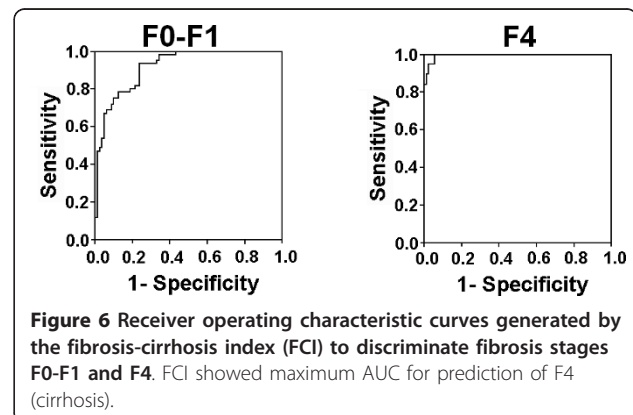 F0-F1
1.0
0.8
0.6
0.4
0.2
0.0
Sensitivity
0.0 0.2 0.4 0.6 0.8 1.0
1- Specificity
F4
1.0
0.8
0.6
0.4
0.2
0.0
Sensitivity
0.0 0.2 0.4 0.6 0.8 1.0
1- Specificity
Figure 6 Receiver operating characteristic curves generated by
the fibrosis-cirrhosis index (FCI) to discriminate fibrosis stages
F0-F1 and F4. FCI showed maximum AUC for prediction of F4
(cirrhosis).